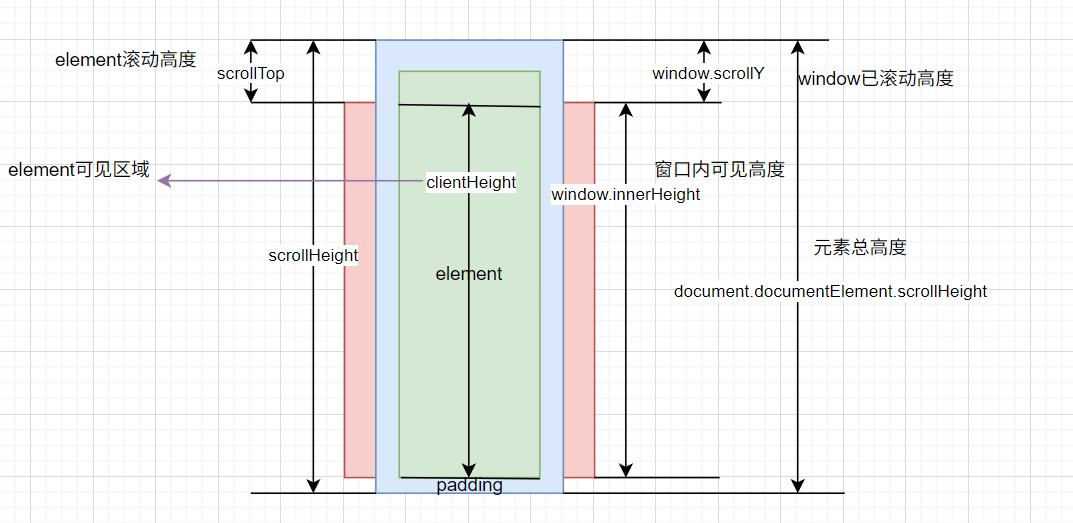 element滚动高度
scrollTop
window.scrollY
window已滚动高度
element可见区域
clientHeight
窗口内可见高度
window.innerHeight
scrollHeight
元素总高度
element
document.documentElement.scrollHeight
padding